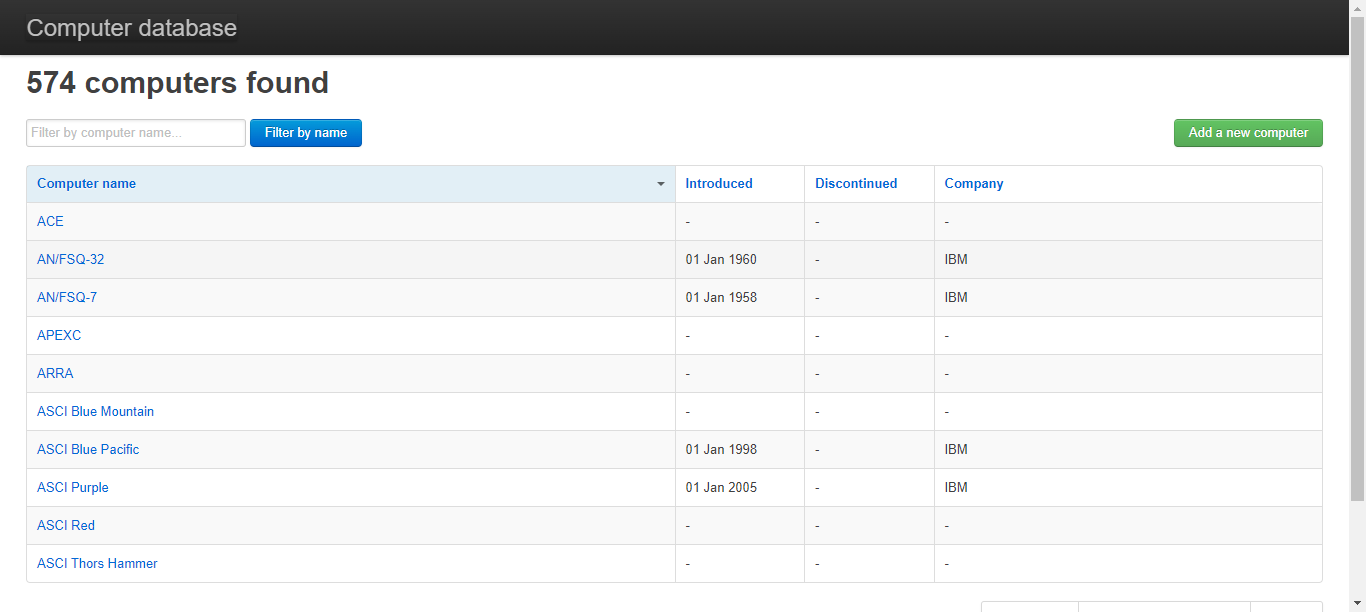 Computer database
574 computers found
Filter by computer name... Filter by name Add a new computer
Computer name Introduced Discontinued Company
ACE - - -
AN/FSQ-32 01 Jan 1960 - IBM
AN/FSQ-7 01 Jan 1958 - IBM
APEXC - - -
ARRA - - -
ASCI Blue Mountain - - -
ASCI Blue Pacific 01 Jan 1998 - IBM
ASCI Purple 01 Jan 2005 - IBM
ASCI Red - - -
ASCI Thors Hammer - - -